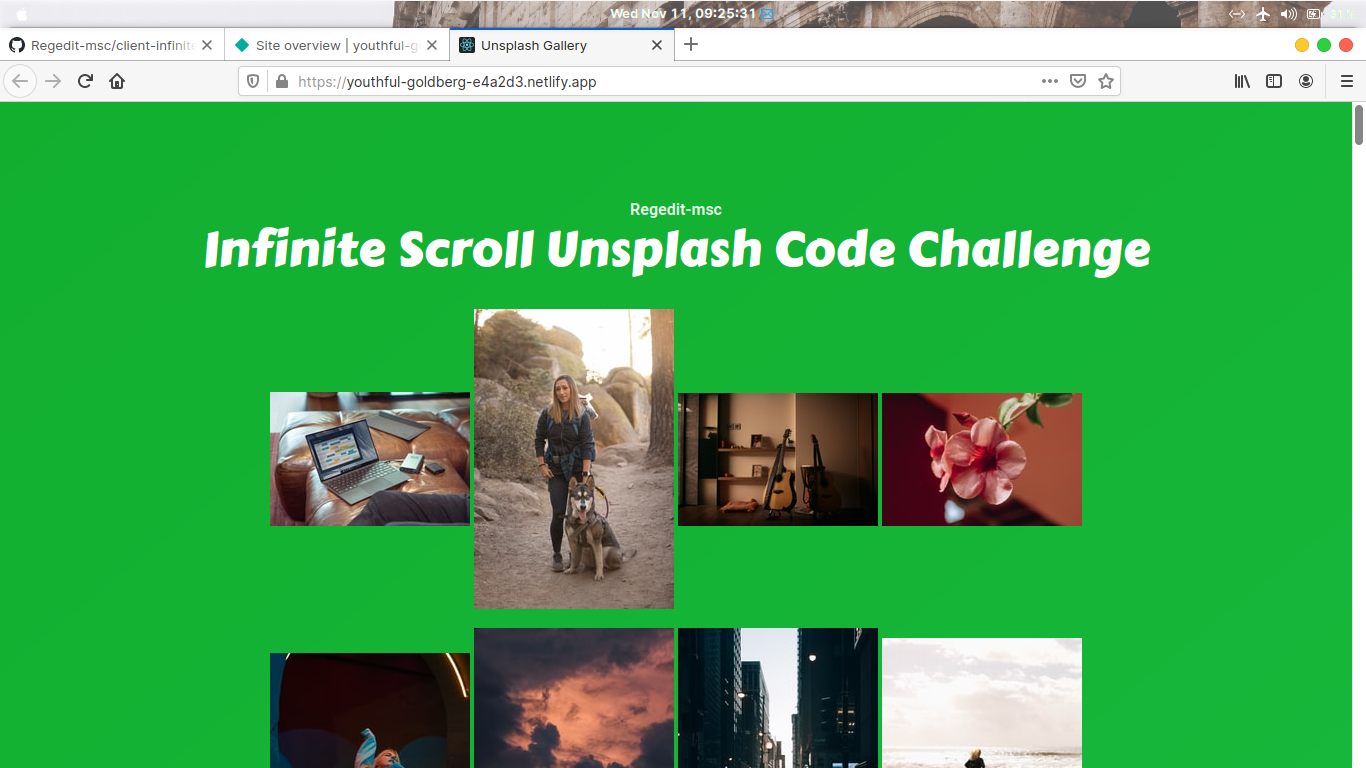 Wed Nov 11, 09:25:31
Regedit-msc/client-infinit
Site overview | youthful-g
Unsplash Gallery
https://youthful-goldberg-e4a2d3.netlify.app
Regedit-msc
Infinite Scroll Unsplash Code Challenge